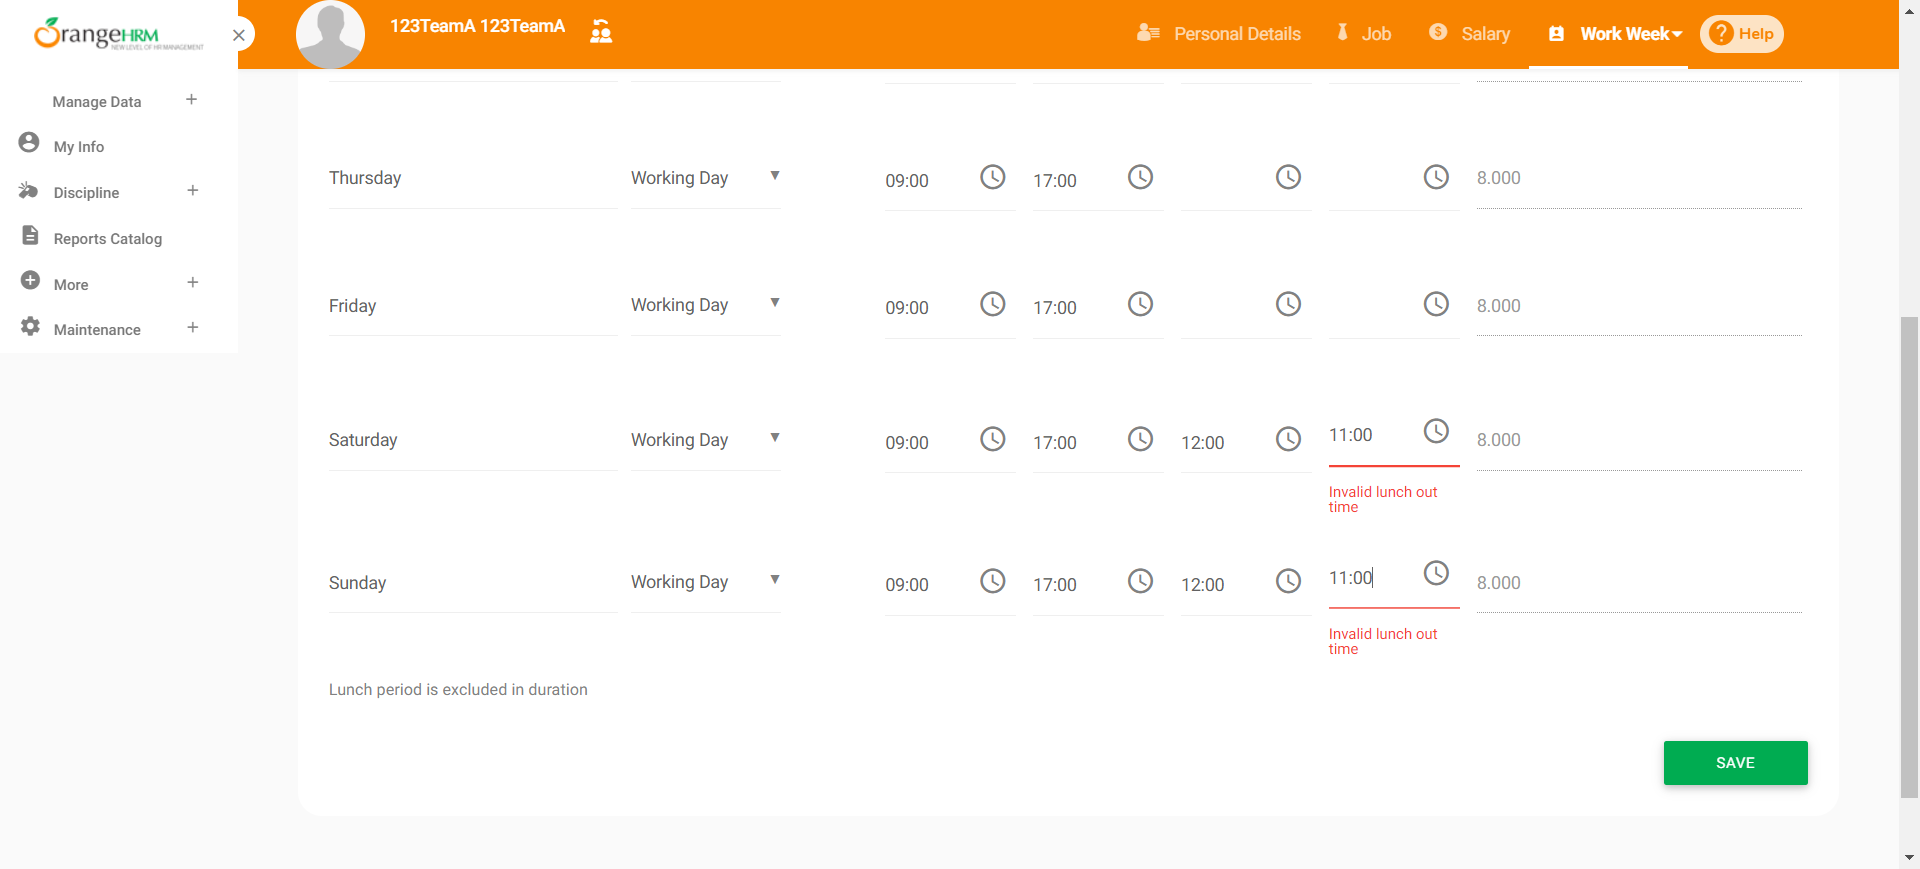 OrangeHRM
NEW LEVEL OF HR MANAGEMENT
123TeamA 123TeamA
Personal Details
Job
Salary
Work Week
? Help
Manage Data +
My Info
Discipline +
Reports Catalog
More +
Maintenance +
Thursday Working Day 09:00 17:00 8.000
Friday Working Day 09:00 17:00 8.000
Saturday Working Day 09:00 17:00 12:00 11:00 8.000
Invalid lunch out
time
Sunday Working Day 09:00 17:00 12:00 11:00 8.000
Invalid lunch out
time
Lunch period is excluded in duration
SAVE